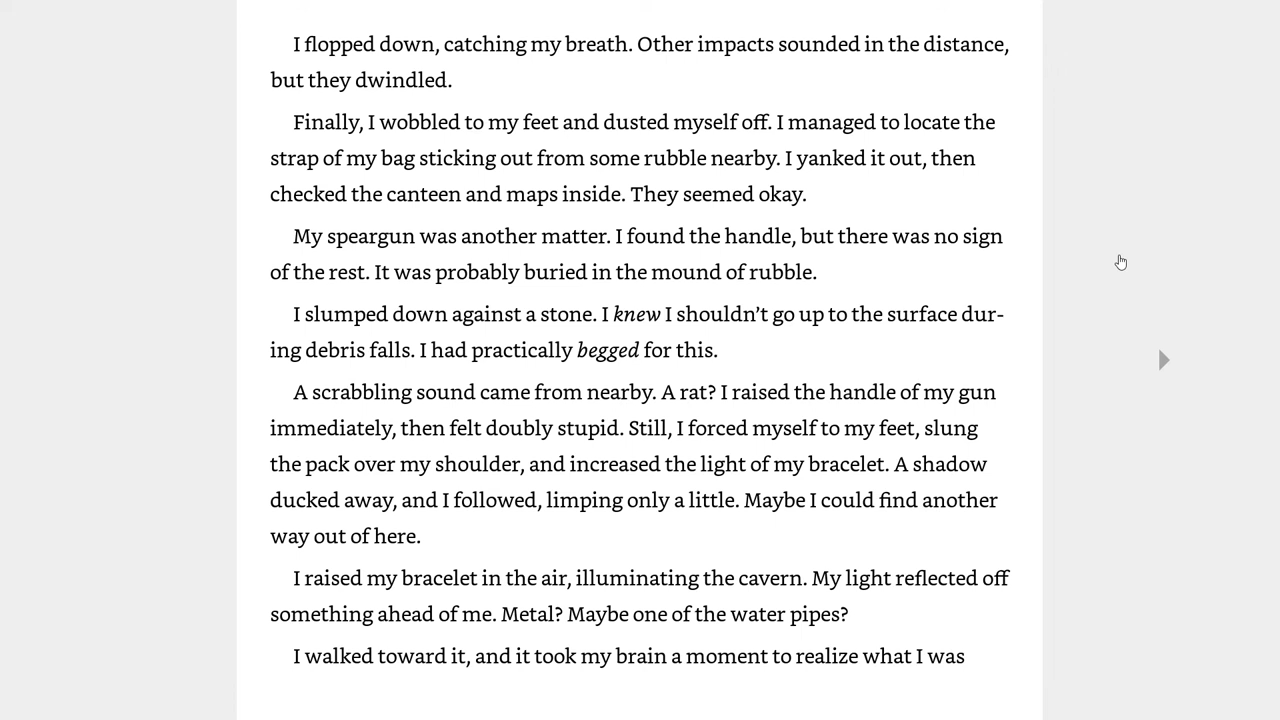 I flopped down, catching my breath. Other impacts sounded in the distance,
but they dwindled.
Finally, I wobbled to my feet and dusted myself off. I managed to locate the
strap of my bag sticking out from some rubble nearby. I yanked it out, then
checked the canteen and maps inside. They seemed okay.
My speargun was another matter. I found the handle, but there was no sign
of the rest. It was probably buried in the mound of rubble.
I slumped down against a stone. I knew I shouldn’t go up to the surface dur-
ing debris falls. I had practically begged for this.
A scrabbling sound came from nearby. A rat? I raised the handle of my gun
immediately, then felt doubly stupid. Still, I forced myself to my feet, slung
the pack over my shoulder, and increased the light of my bracelet. A shadow
ducked away, and I followed, limping only a little. Maybe I could find another
way out of here.
I raised my bracelet in the air, illuminating the cavern. My light reflected off
something ahead of me. Metal? Maybe one of the water pipes?
I walked toward it, and it took my brain a moment to realize what I was